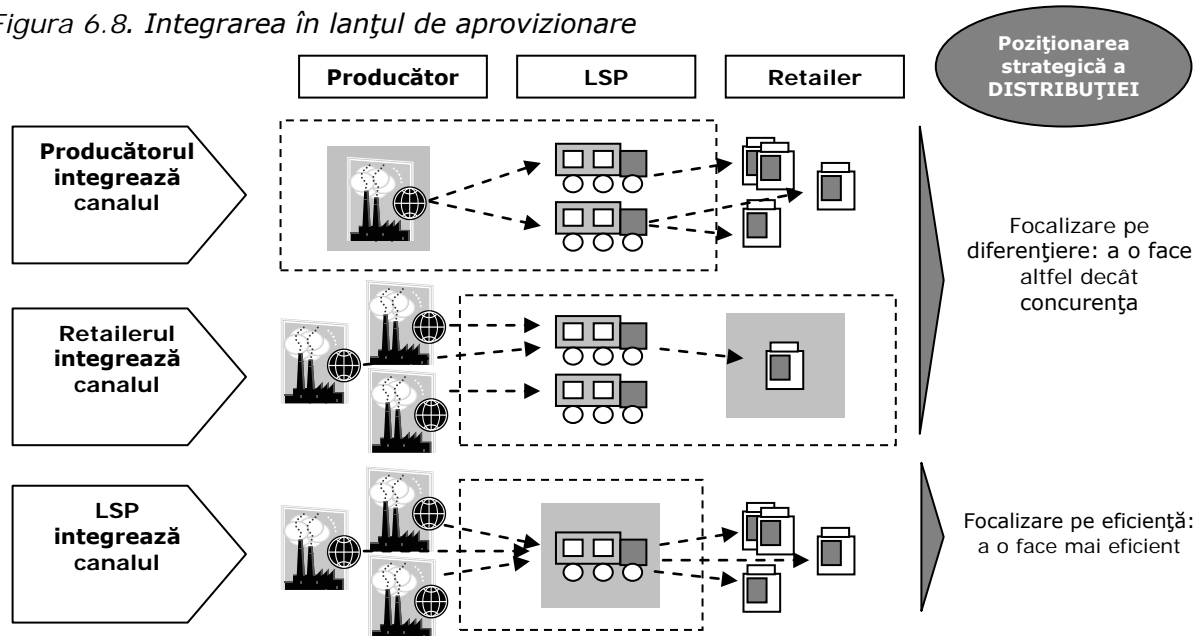 Figura 6.8. Integrarea în lanţul de aprovizionare
Producător
LSP
Retailer
Poziţionarea
strategică a
DISTRIBUŢIEI
Producătorul
integrează
canalul
Focalizare pe
diferenţiere: a o face
altfel decât
concurenţa
Retailerul
integrează
canalul
LSP
integrează
canalul
Focalizare pe eficienţă:
a o face mai eficient